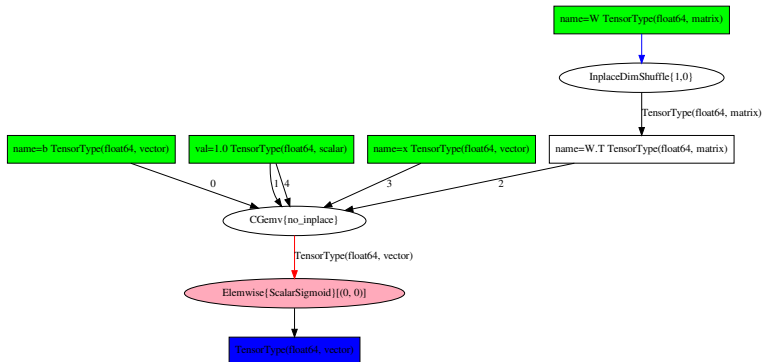 name=W TensorType(float64, matrix)
InplaceDimShuffle{1,0}
TensorType(float64, matrix)
name=b TensorType(float64, vector)
val=1.0 TensorType(float64, scalar)
name=x TensorType(float64, vector)
name=W.T TensorType(float64, matrix)
0
1
4
3
2
CGemv{no_inplace}
TensorType(float64, vector)
Elemwise{ScalarSigmoid}[(0, 0)]
TensorType(float64, vector)